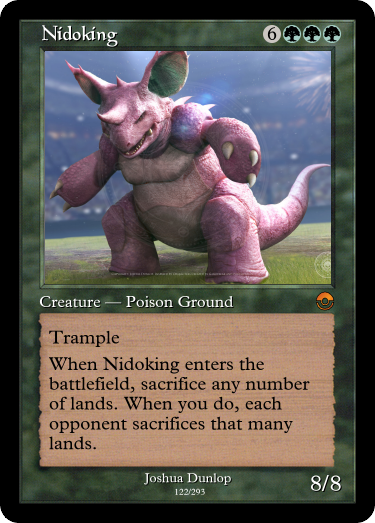 Nidoking 6
Creature — Poison Ground
Trample
When Nidoking enters the
battlefield, sacrifice any number
of lands. When you do, each
opponent sacrifices that many
lands.
Joshua Dunlop
122/293
8/8